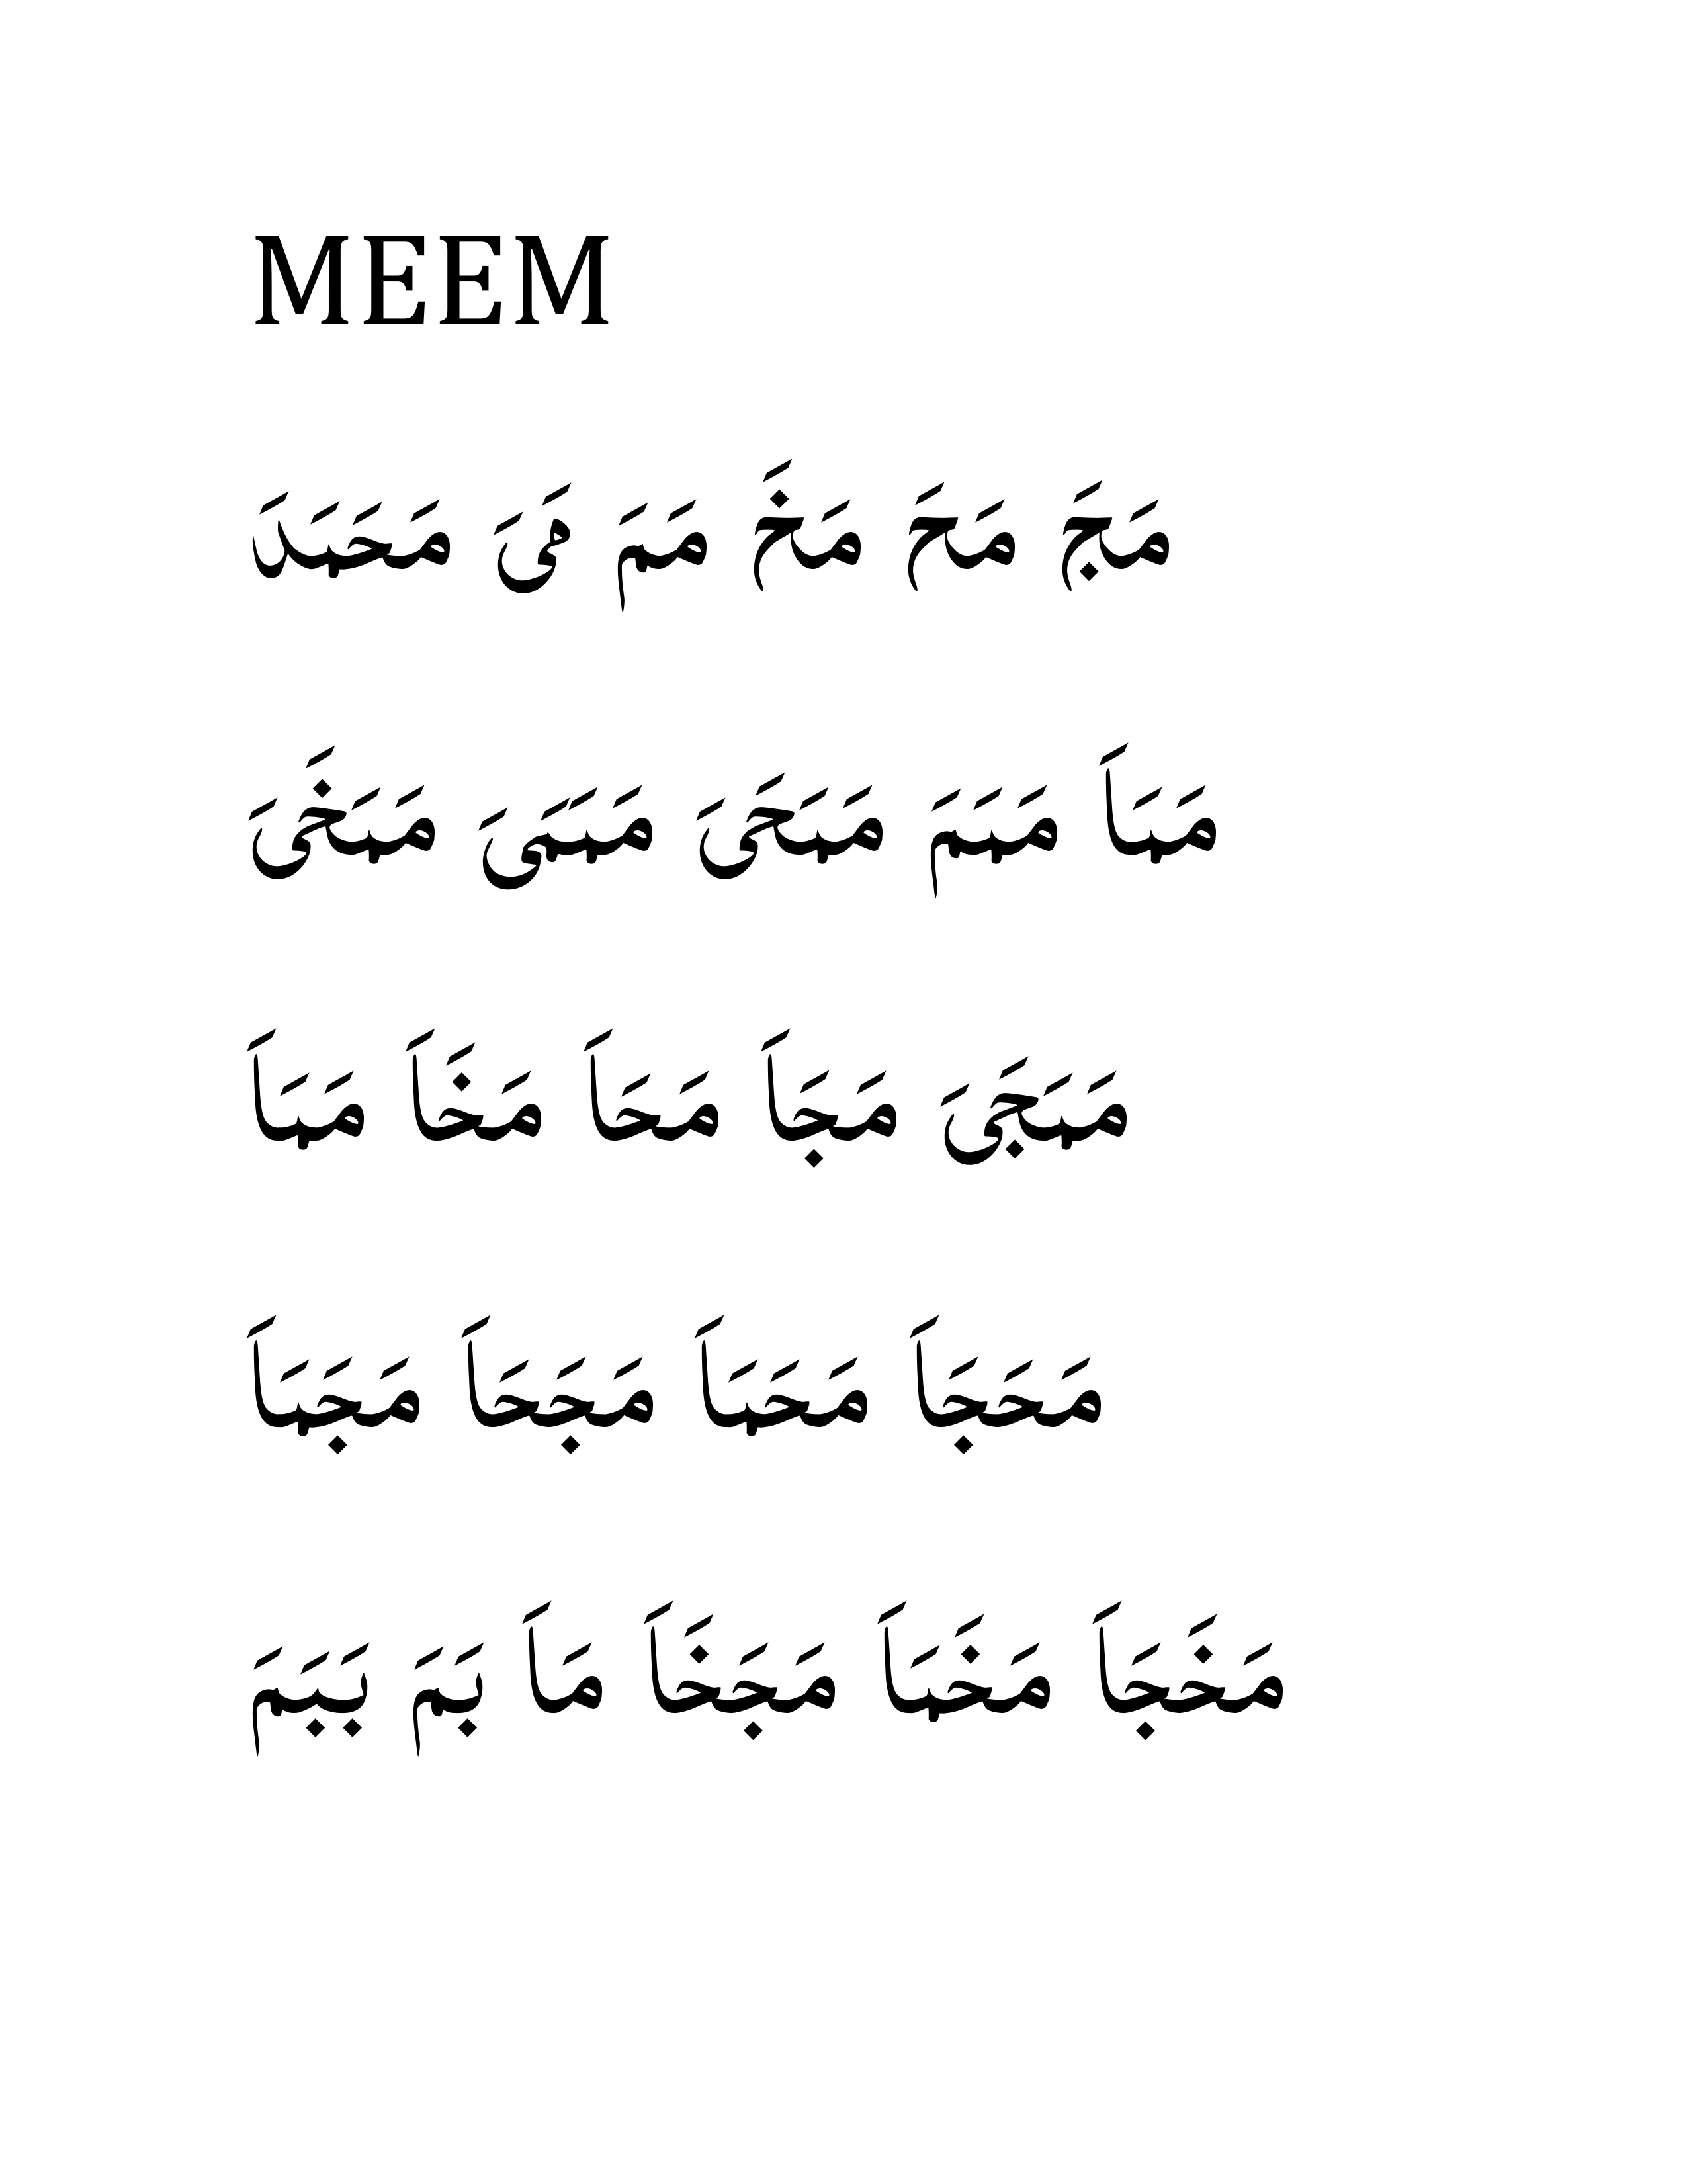 MEEM
مَجَ مَحَ مَخَ مَمَ مَىَ مَحَمَدَ
مَمَاَ مَمَمَ مَمَحَىَ مَمَمَىَ مَمَخَىَ
مَمَجَىَ مَجَاَ مَحَاَ مَخَاَ مَمَاَ
مَحَجَاَ مَحَمَاَ مَجَحَاَ مَجَمَاَ
مَخَجَاَ مَخَمَاَ مَجَخَاَ مَاَ بَمَ بَبَمَ